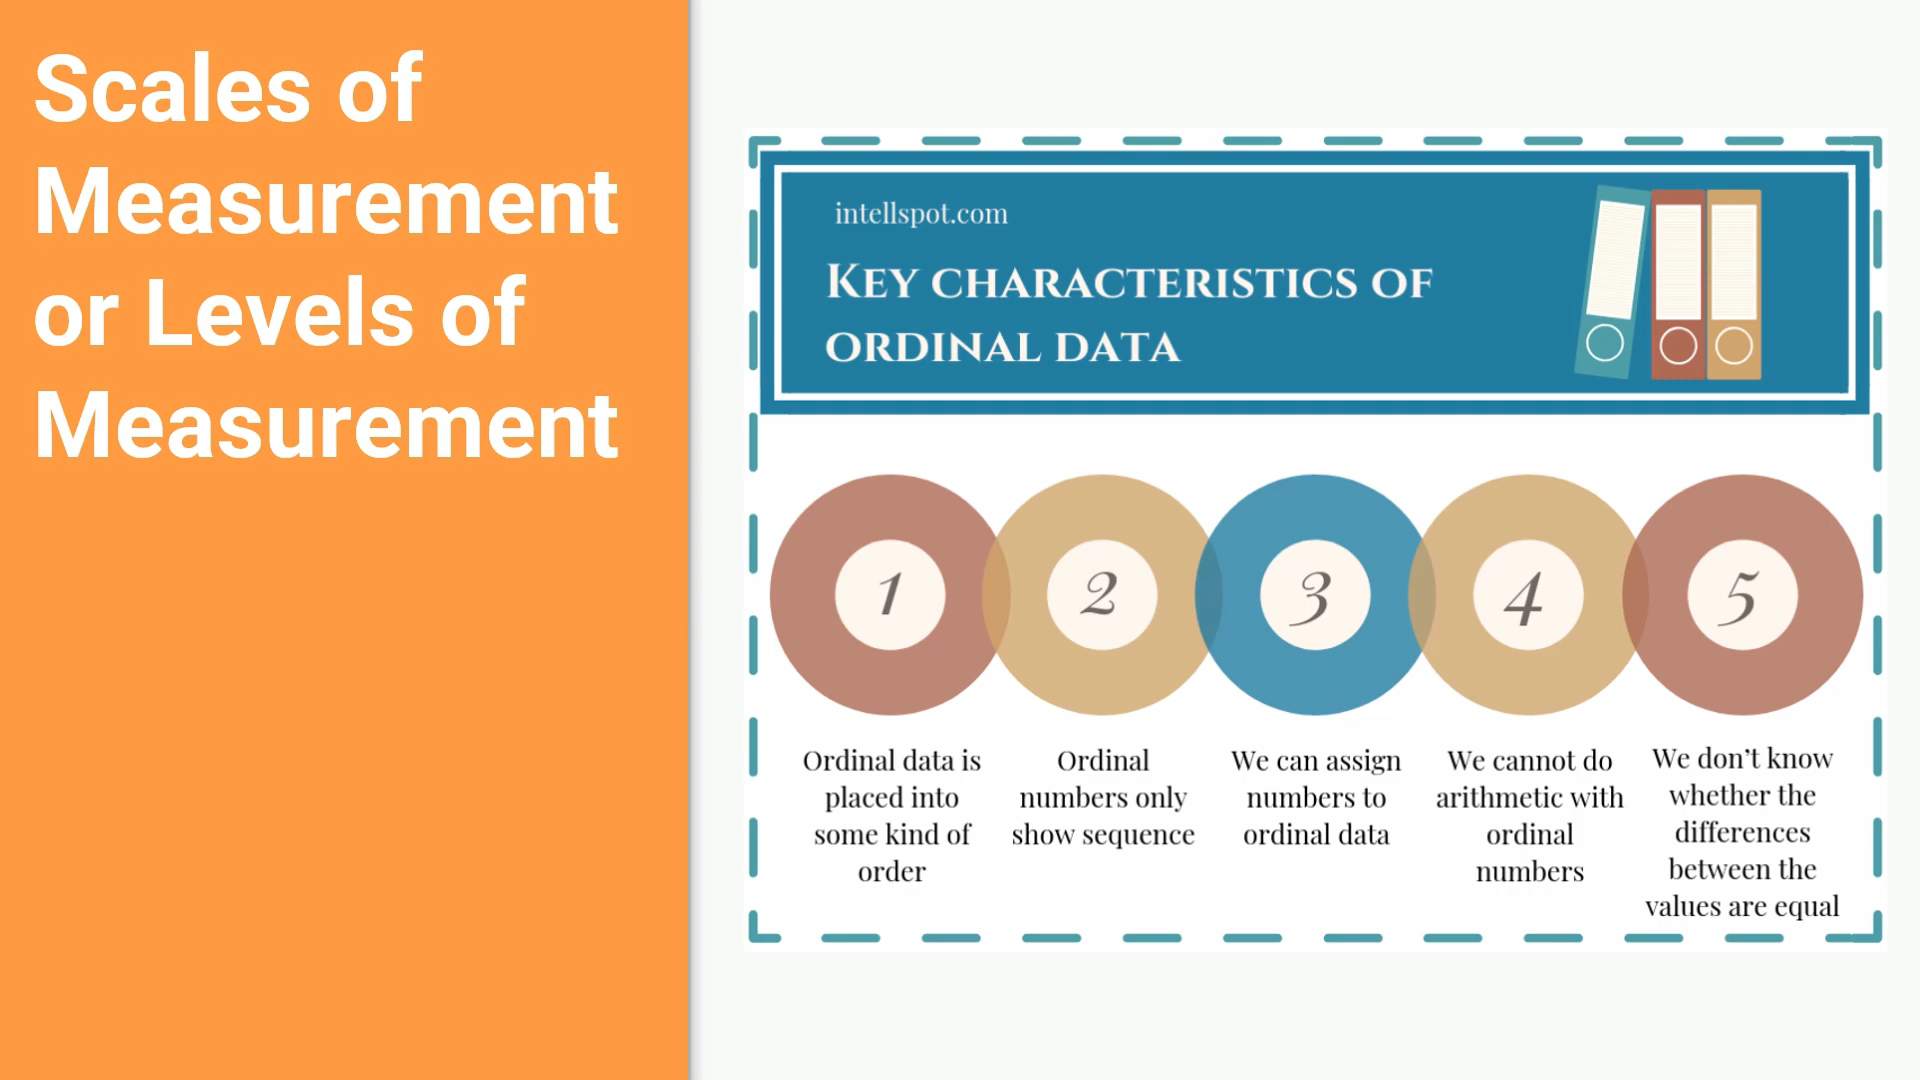 Scales of
Measurement
or Levels of
Measurement
intellspot.com
Key characteristics of
ordinal data
1
2
3
4
5
Ordinal data is
placed into
some kind of
order
Ordinal
numbers only
show sequence
We can assign
numbers to
ordinal data
We cannot do
arithmetic with
ordinal
numbers
We don’t know
whether the
differences
between the
values are equal